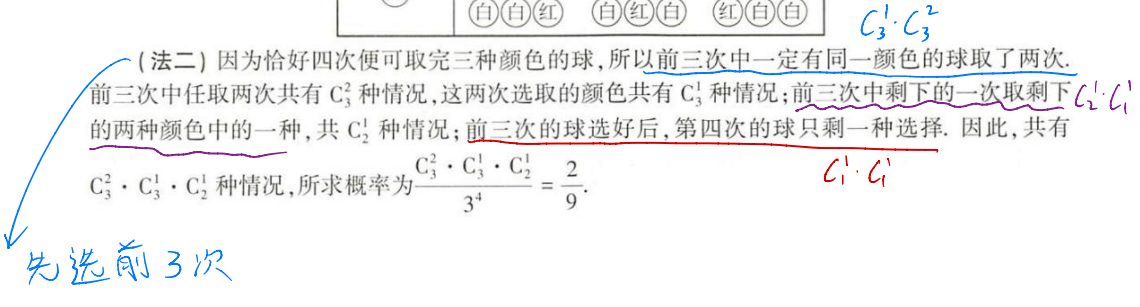 白 白 红 白 红 白 红 白 白
C₃¹·C₃²
(法二) 因为恰好四次便可取完三种颜色的球,所以前三次中一定有同一颜色的球取了两次.
前三次中任取两次共有 C₃² 种情况,这两次选取的颜色共有 C₃¹ 种情况;前三次中剩下的一次取剩下 C₂¹·C₁¹
的两种颜色中的一种,共 C₂¹ 种情况;前三次的球选好后,第四次的球只剩一种选择. 因此,共有
C₁¹·C₁¹
C₃²·C₃¹·C₂¹ 种情况,所求概率为 (C₃²·C₃¹·C₂¹)/3⁴ = 2/9.
先选前3次